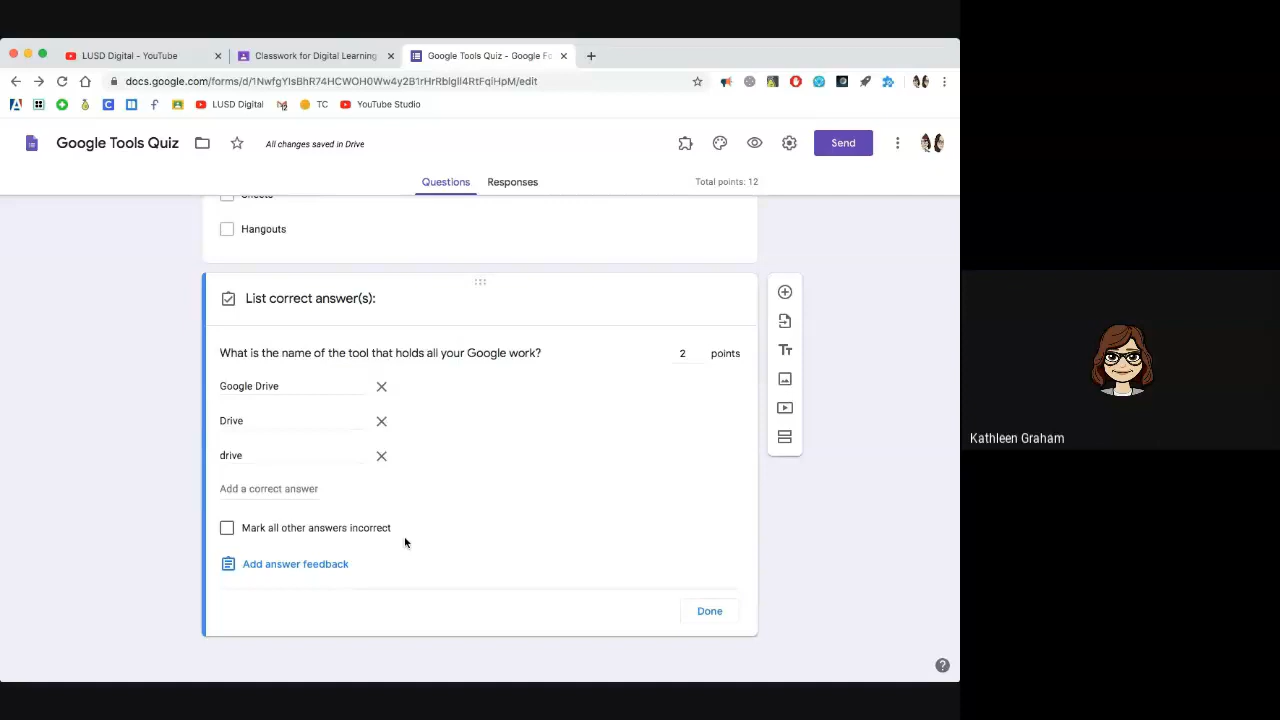 LUSD Digital - YouTube
Classwork for Digital Learning
Google Tools Quiz - Google Fo
docs.google.com/forms/d/1NwfgYIsBhR74HCWOH0Ww4y2B1rHrRbIgIl4RtFqiHpM/edit
LUSD Digital
TC
YouTube Studio
Google Tools Quiz
All changes saved in Drive
Send
Questions
Responses
Total points: 12
Sheets
Hangouts
List correct answer(s):
What is the name of the tool that holds all your Google work?
2 points
Google Drive
Drive
drive
Add a correct answer
Mark all other answers incorrect
Add answer feedback
Done
Kathleen Graham